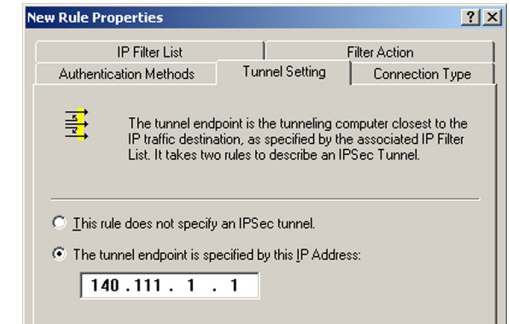 New Rule Properties
IP Filter List
Filter Action
Authentication Methods
Tunnel Setting
Connection Type
The tunnel endpoint is the tunneling computer closest to the
IP traffic destination, as specified by the associated IP Filter
List. It takes two rules to describe an IPSec Tunnel.
This rule does not specify an IPSec tunnel.
The tunnel endpoint is specified by this IP Address:
140 . 111 . 1 . 1